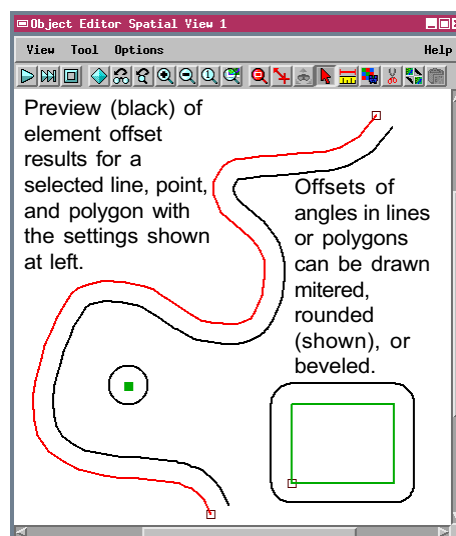 Object Editor Spatial View 1
View Tool Options Help
Preview (black) of
element offset
results for a
selected line, point,
and polygon with
the settings shown
at left.
Offsets of
angles in lines
or polygons
can be drawn
mitered,
rounded
(shown), or
beveled.